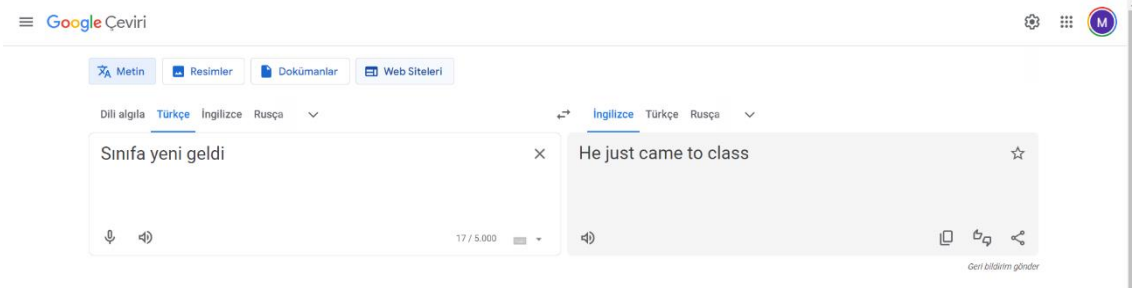 Google Çeviri
M
Metin Resimler Dokümanlar Web Siteleri
Dili algıla Türkçe İngilizce Rusça İngilizce Türkçe Rusça
Sınıfa yeni geldi
He just came to class
17 / 5.000
Geri bildirim gönder